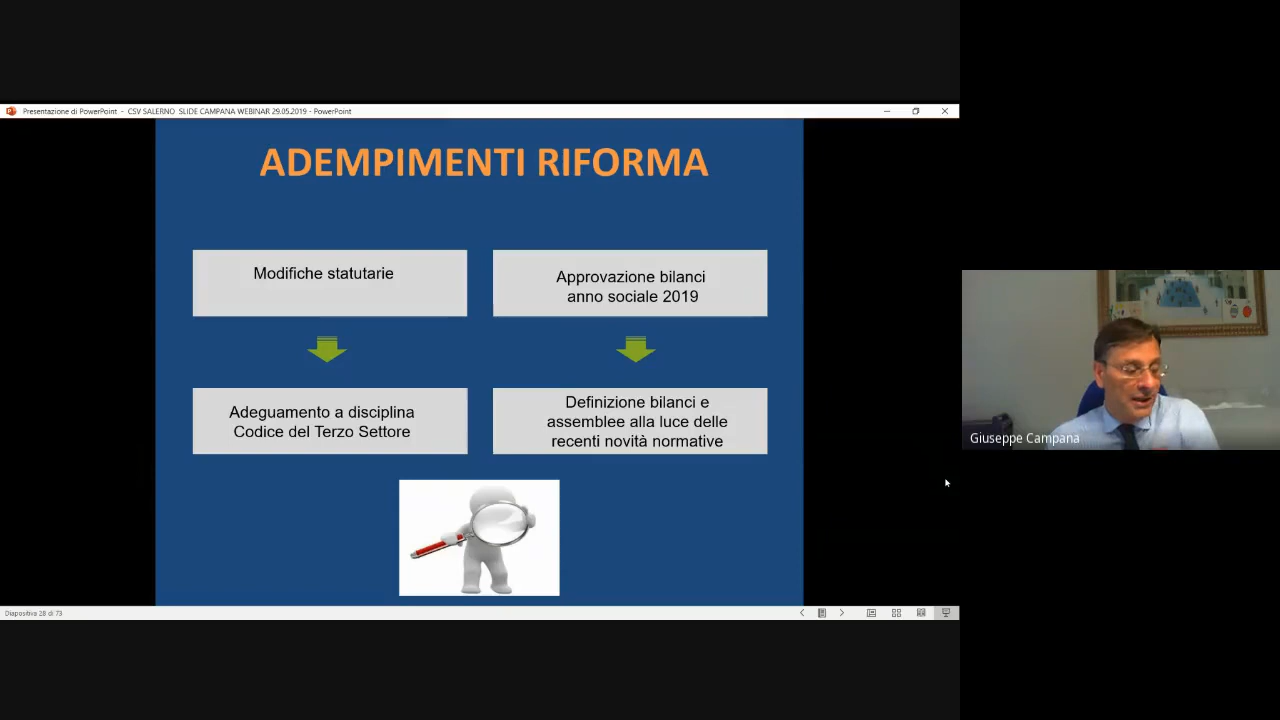 Presentazione di PowerPoint - CSV SALERNO SLIDE CAMPANA WEBINAR 29.05.2019 - PowerPoint
ADEMPIMENTI RIFORMA
Modifiche statutarie
Approvazione bilanci
anno sociale 2019
Adeguamento a disciplina
Codice del Terzo Settore
Definizione bilanci e
assemblee alla luce delle
recenti novità normative
Giuseppe Campana
Diapositiva 28 di 73